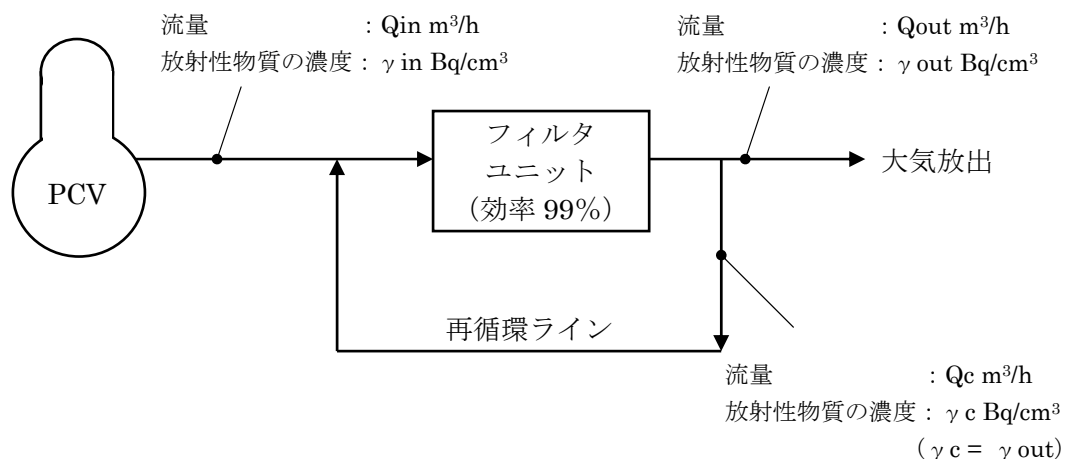 流量　　　　　：Qin m³/h
放射性物質の濃度：γ in Bq/cm³
流量　　　　　：Qout m³/h
放射性物質の濃度：γ out Bq/cm³
PCV
フィルタ
ユニット
（効率 99％）
大気放出
再循環ライン
流量　　　　　：Qc m³/h
放射性物質の濃度：γ c Bq/cm³
（γ c = γ out）